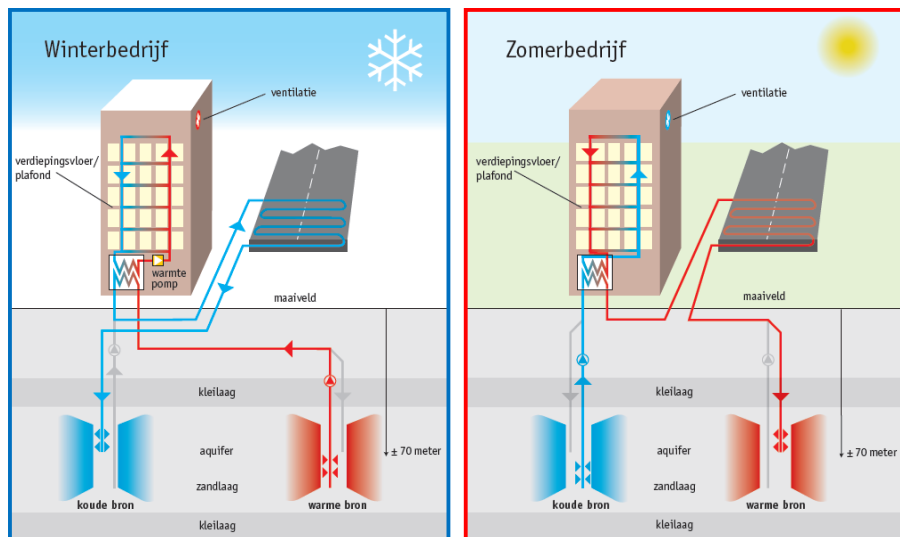 Winterbedrijf
ventilatie
verdiepingsvloer/
plafond
warmte
pomp
maaiveld
kleilaag
aquifer
± 70 meter
zandlaag
koude bron
warme bron
kleilaag
Zomerbedrijf
ventilatie
verdiepingsvloer/
plafond
maaiveld
kleilaag
aquifer
± 70 meter
zandlaag
koude bron
warme bron
kleilaag